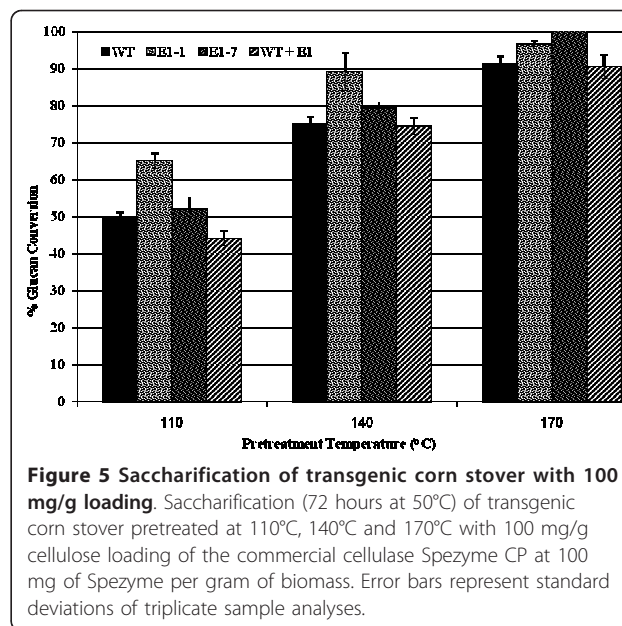 100
90
80
70
60
50
40
30
20
10
0
% Glucan Conversion
WT E1-1 E1-7 WT + E1
110 140 170
Pretreatment Temperature (°C)
Figure 5 Saccharification of transgenic corn stover with 100
mg/g loading. Saccharification (72 hours at 50°C) of transgenic
corn stover pretreated at 110°C, 140°C and 170°C with 100 mg/g
cellulose loading of the commercial cellulase Spezyme CP at 100
mg of Spezyme per gram of biomass. Error bars represent standard
deviations of triplicate sample analyses.